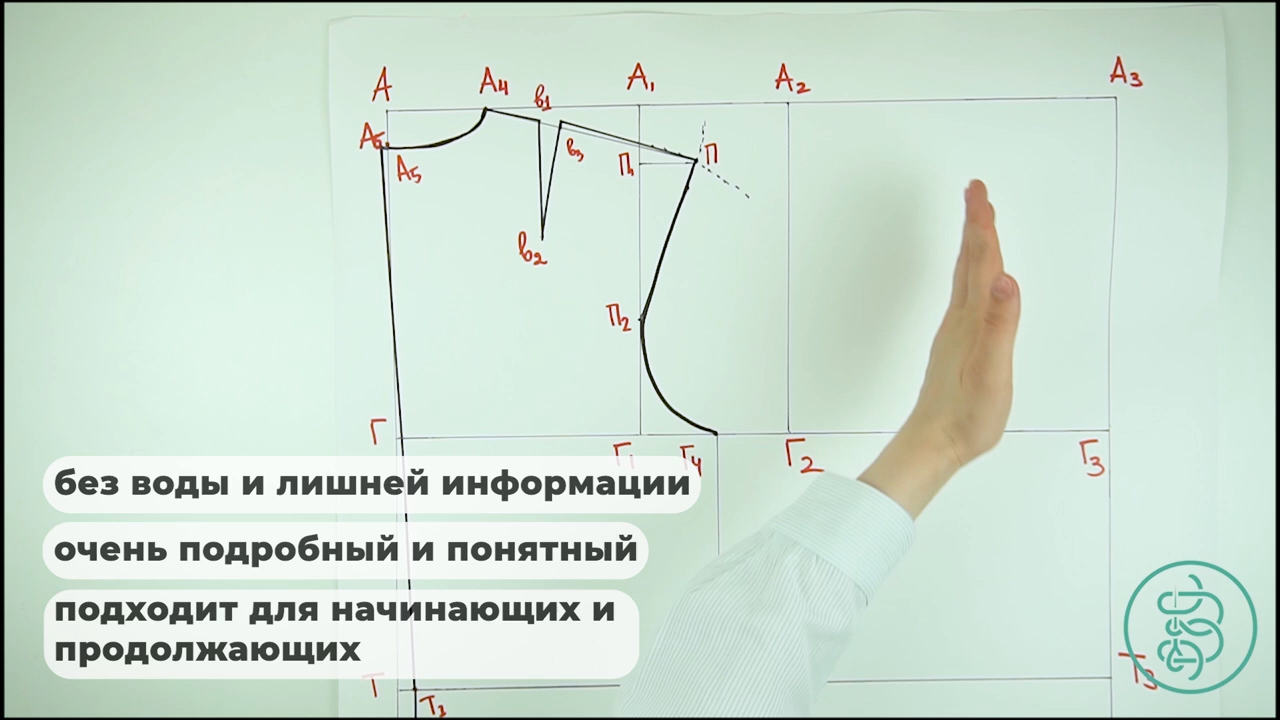 А А4 в1 А1 А2 А3
А6 А5 в3 П1 П
в2
П2
Г Г1 Г4 Г2 Г3
без воды и лишней информации
очень подробный и понятный
подходит для начинающих и
продолжающих
Т Т1 Т3